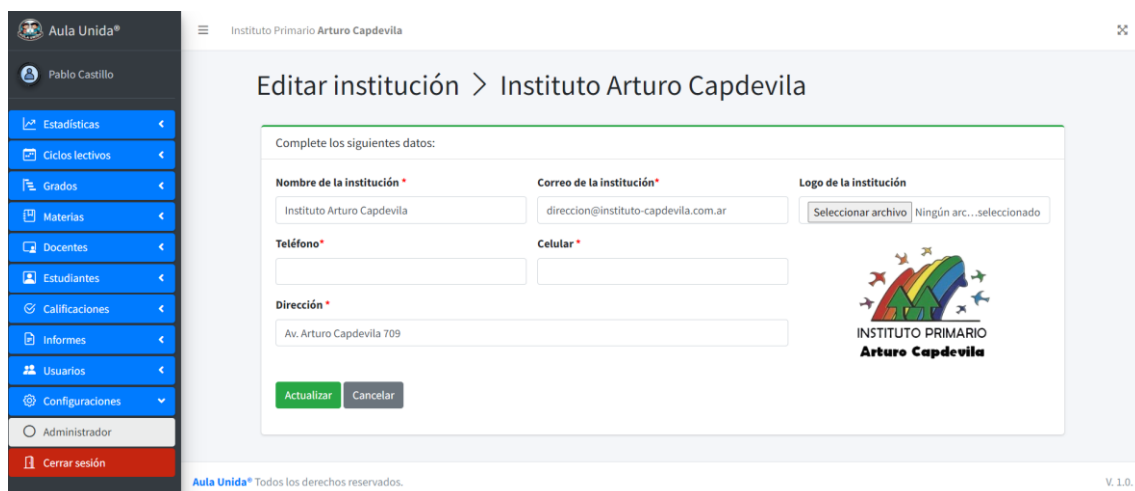 Aula Unida®
Instituto Primario Arturo Capdevila
Pablo Castillo
Estadísticas
Ciclos lectivos
Grados
Materias
Docentes
Estudiantes
Calificaciones
Informes
Usuarios
Configuraciones
Administrador
Cerrar sesión
Editar institución > Instituto Arturo Capdevila
Complete los siguientes datos:
Nombre de la institución *
Instituto Arturo Capdevila
Correo de la institución*
direccion@instituto-capdevila.com.ar
Logo de la institución
Seleccionar archivo Ningún arc...seleccionado
Teléfono*
Celular *
Dirección *
Av. Arturo Capdevila 709
INSTITUTO PRIMARIO
Arturo Capdevila
Actualizar Cancelar
Aula Unida® Todos los derechos reservados.
V. 1.0.